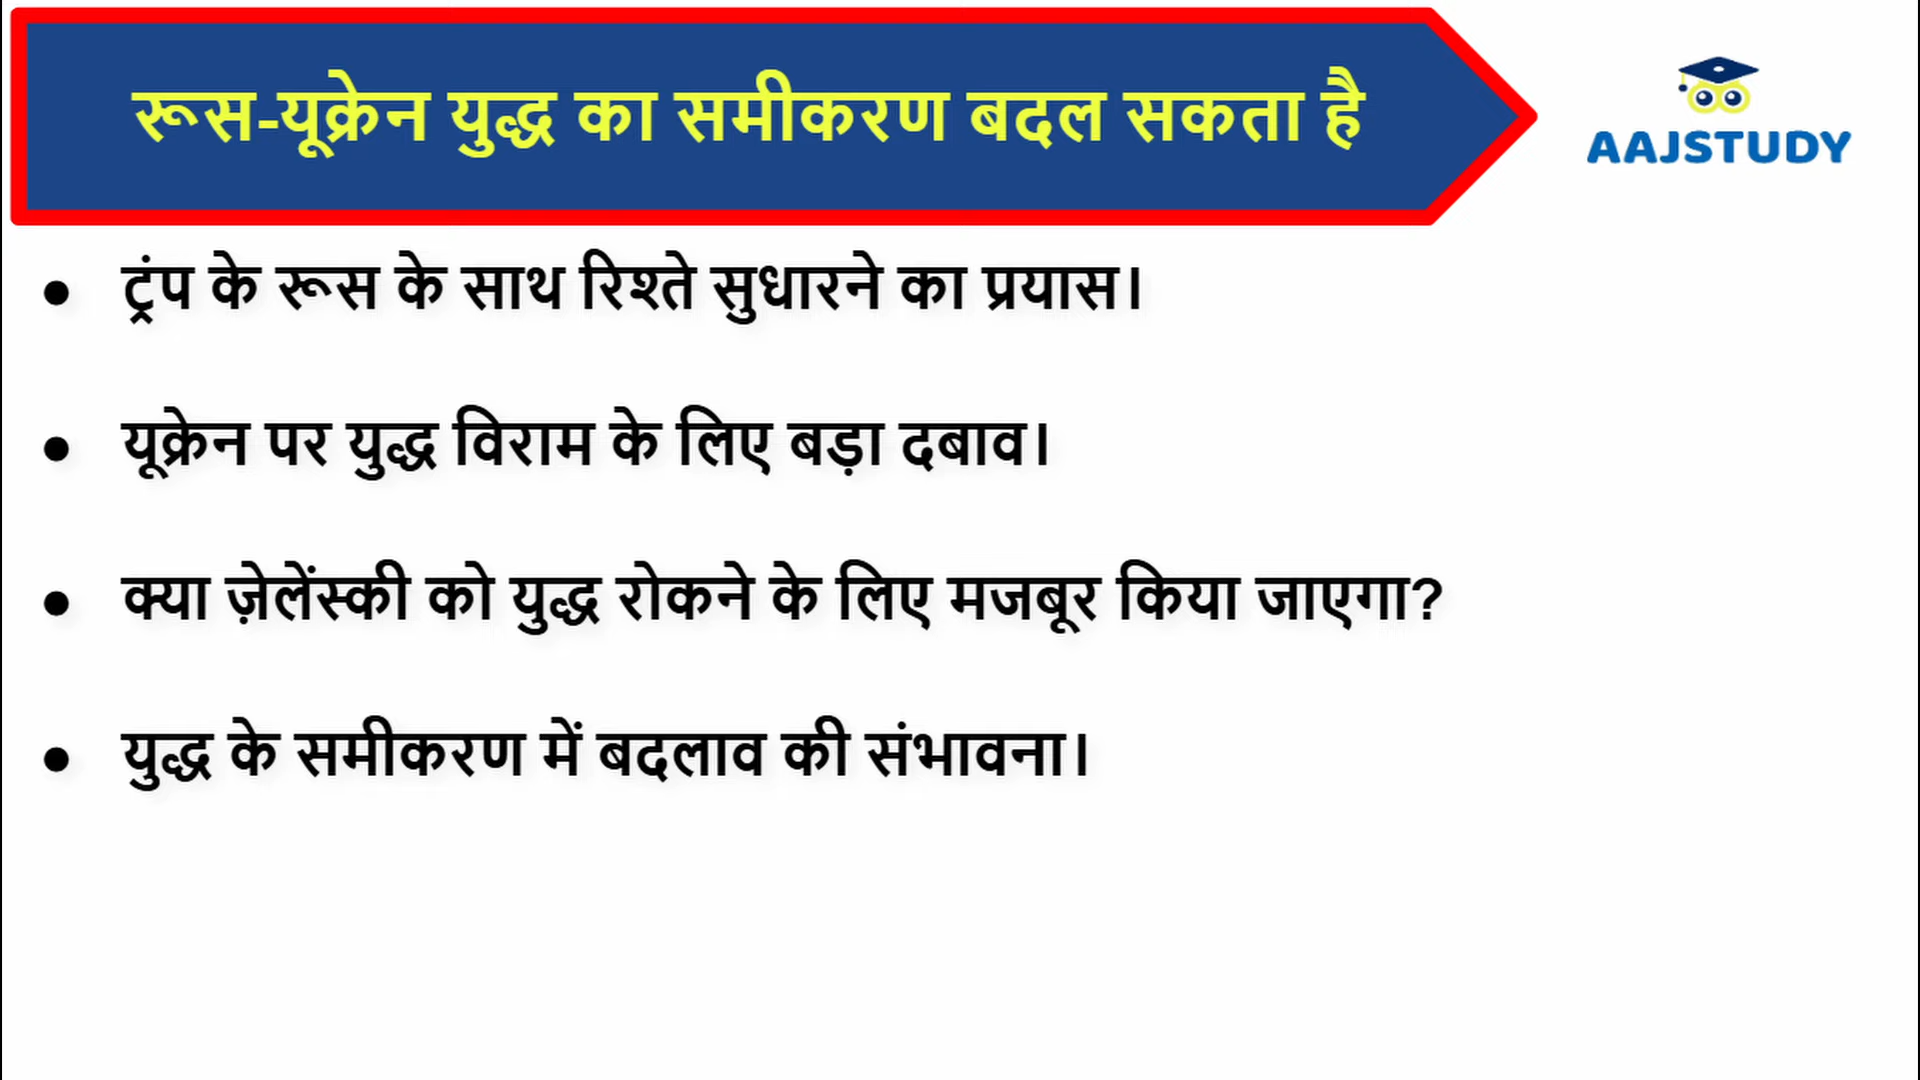 रूस-यूक्रेन युद्ध का समीकरण बदल सकता है
AAJSTUDY
ट्रंप के रूस के साथ रिश्ते सुधारने का प्रयास।
यूक्रेन पर युद्ध विराम के लिए बड़ा दबाव।
क्या ज़ेलेंस्की को युद्ध रोकने के लिए मजबूर किया जाएगा?
युद्ध के समीकरण में बदलाव की संभावना।